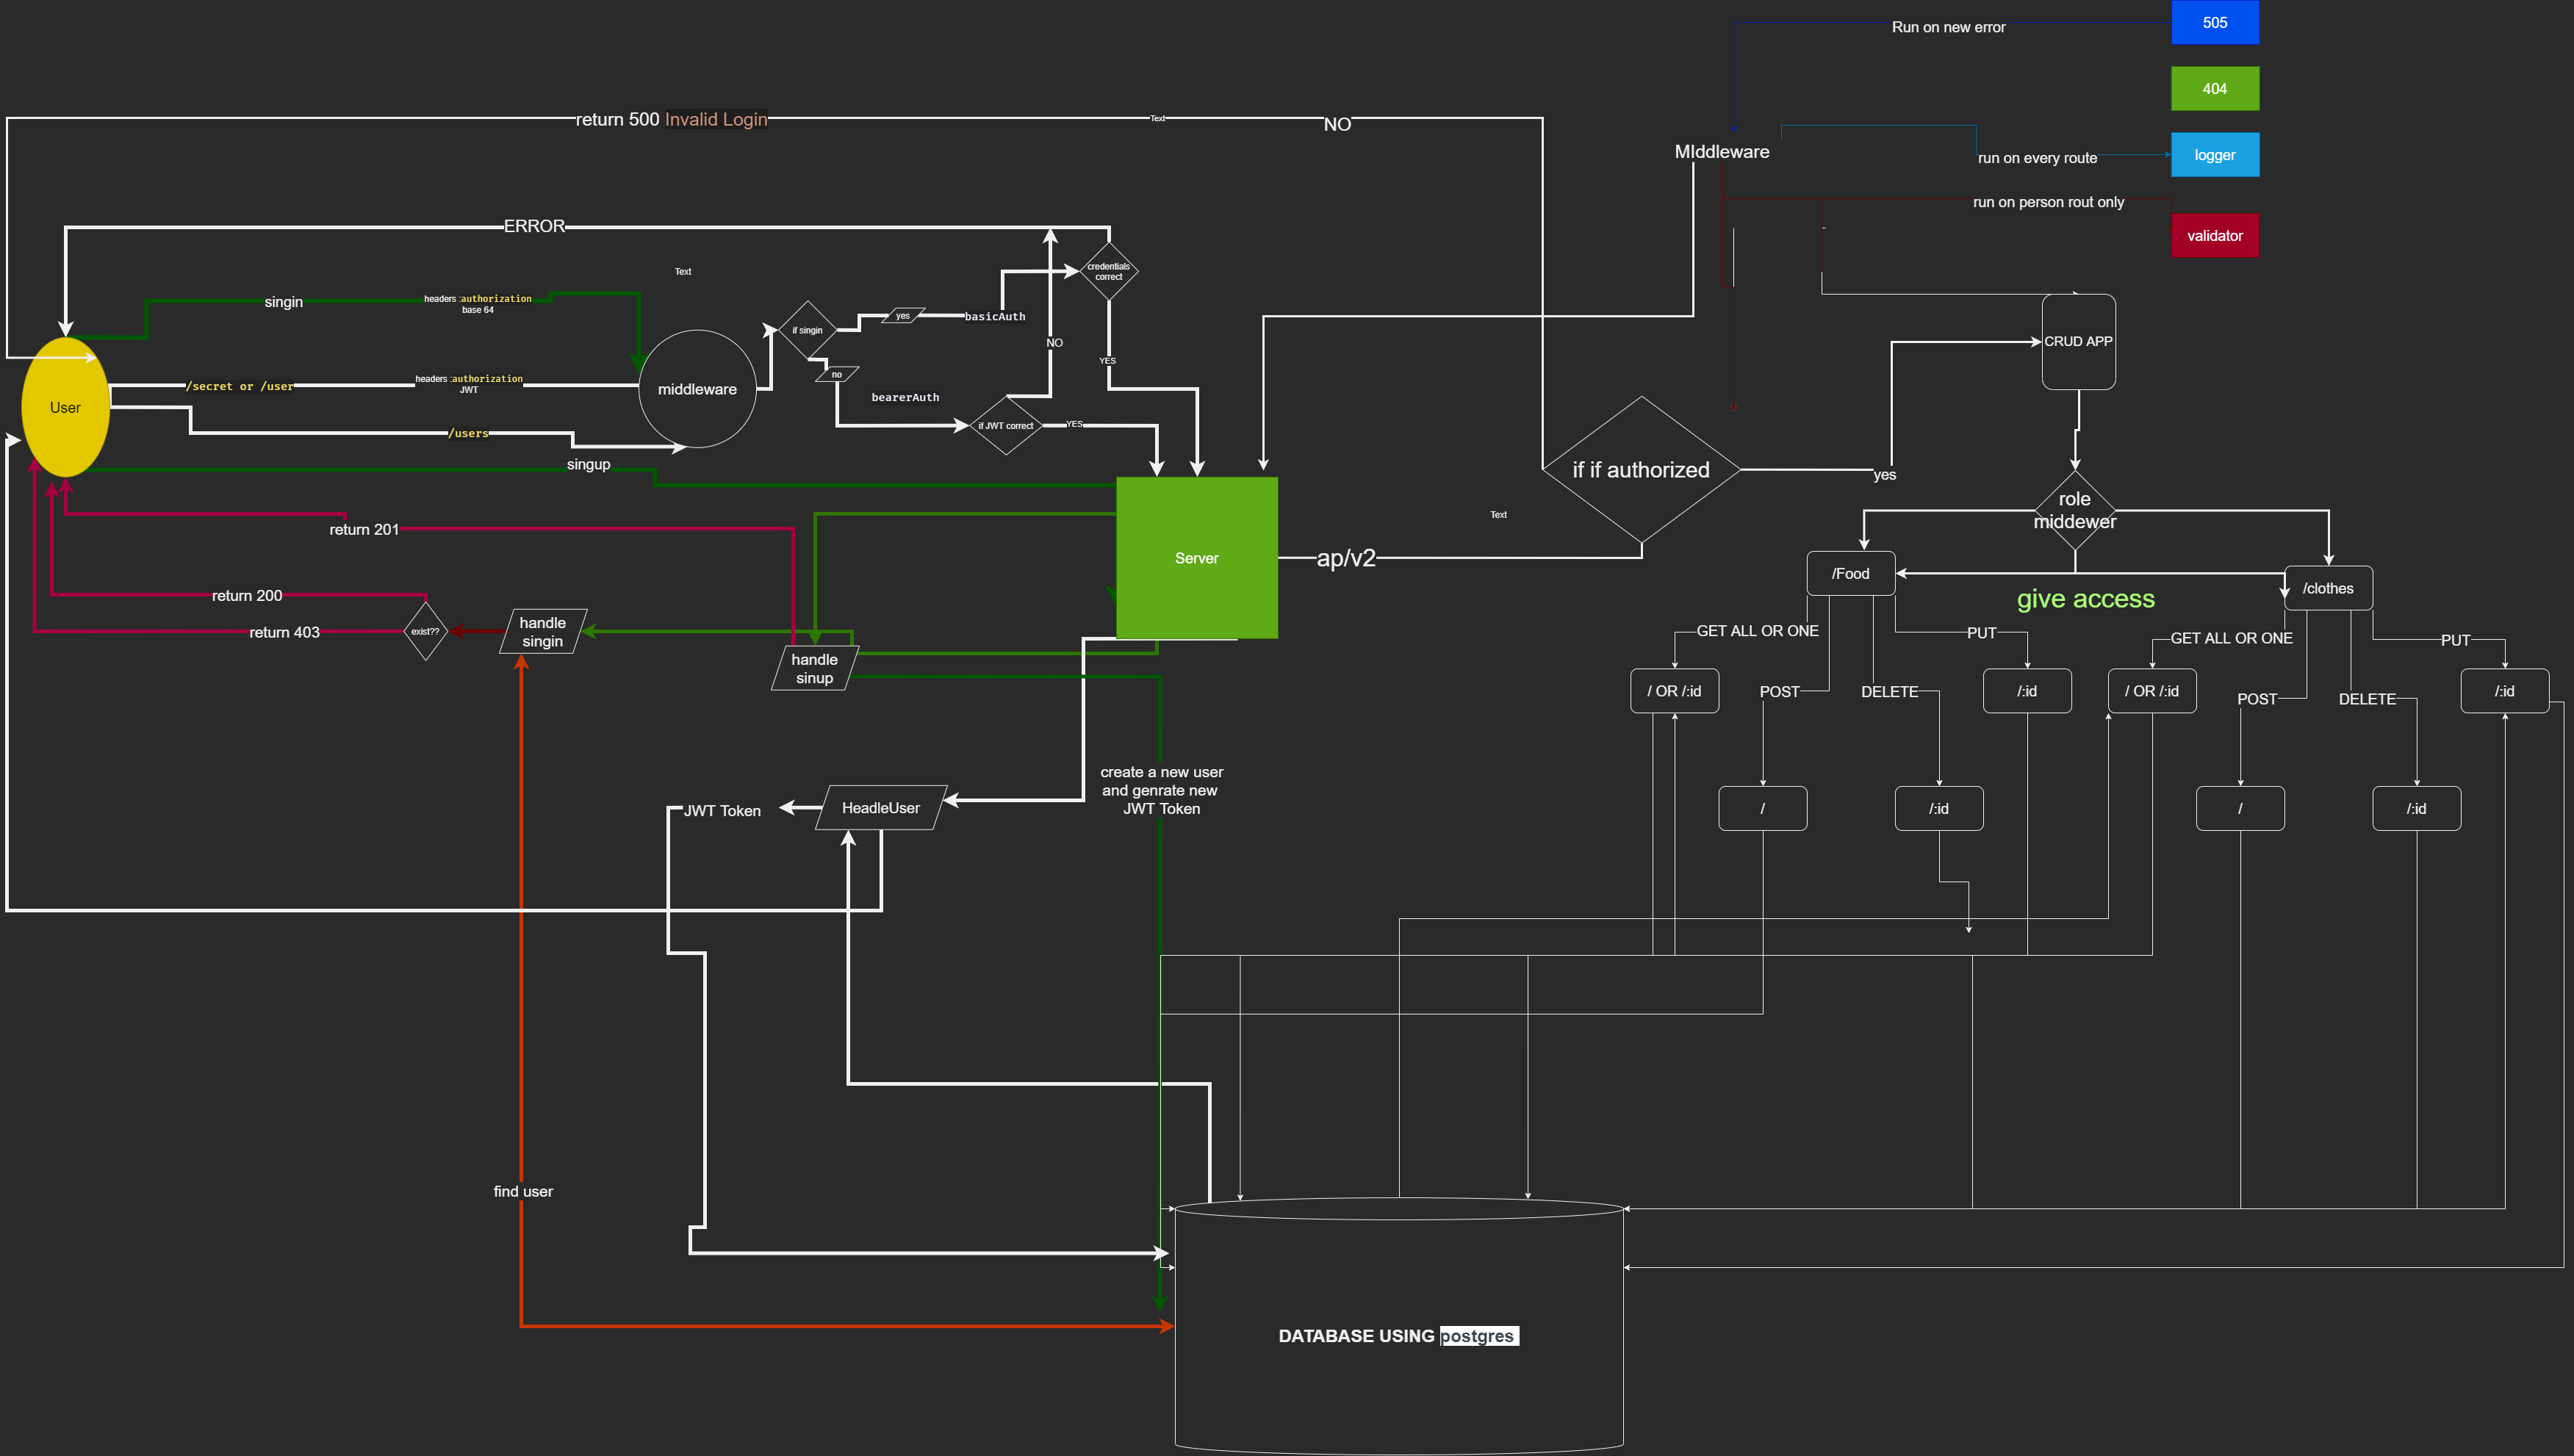 505
Run on new error
404
return 500 Invalid Login
Text
NO
MIddleware
logger
run on every route
run on person rout only
validator
ERROR
credentials
correct
Text
singin
headers :authorization
base 64
if singin
yes
basicAuth
NO
YES
CRUD APP
headers :authorization
JWT
/secret or /user
middleware
no
bearerAuth
User
/users
if JWT correct
YES
singup
if if authorized
yes
role
middewer
Text
return 201
Server
ap/v2
/Food
/clothes
give access
return 200
return 403
exist??
handle
singin
handle
sinup
GET ALL OR ONE
PUT
GET ALL OR ONE
PUT
/ OR /:id
POST
DELETE
/:id
/ OR /:id
POST
DELETE
/:id
create a new user
and genrate new
JWT Token
JWT Token
HeadleUser
/
/:id
/
/:id
find user
DATABASE USING postgres